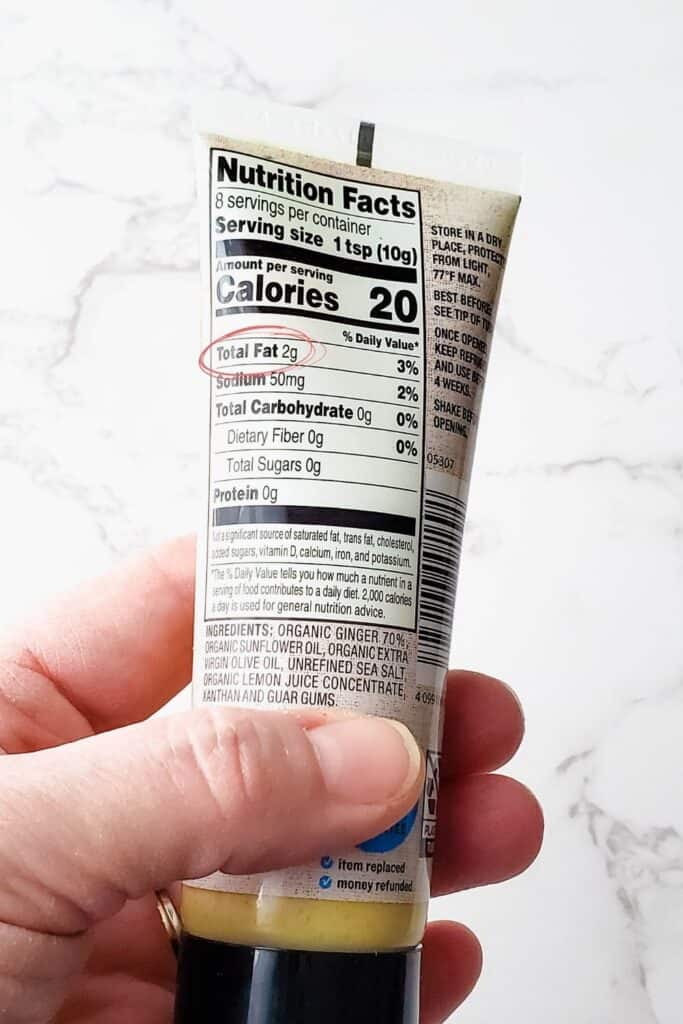 Nutrition Facts
8 servings per container
Serving size 1 tsp (10g)
Amount per serving
Calories 20
% Daily Value*
Total Fat 2g 3%
Sodium 50mg 2%
Total Carbohydrate 0g 0%
Dietary Fiber 0g 0%
Total Sugars 0g
Protein 0g
Not a significant source of saturated fat, trans fat, cholesterol,
added sugars, vitamin D, calcium, iron, and potassium.
*The % Daily Value tells you how much a nutrient in a
serving of food contributes to a daily diet. 2,000 calories
a day is used for general nutrition advice.
INGREDIENTS: ORGANIC GINGER 70%,
ORGANIC SUNFLOWER OIL, ORGANIC EXTRA
VIRGIN OLIVE OIL, UNREFINED SEA SALT,
ORGANIC LEMON JUICE CONCENTRATE,
XANTHAN AND GUAR GUMS.
STORE IN A DRY
PLACE, PROTECT
FROM LIGHT,
77°F MAX.
BEST BEFORE
SEE TIP OF
ONCE OPENED
KEEP
AND USE
4 WEEKS.
SHAKE
OPENING.
05307
4 099
item replaced
money refunded